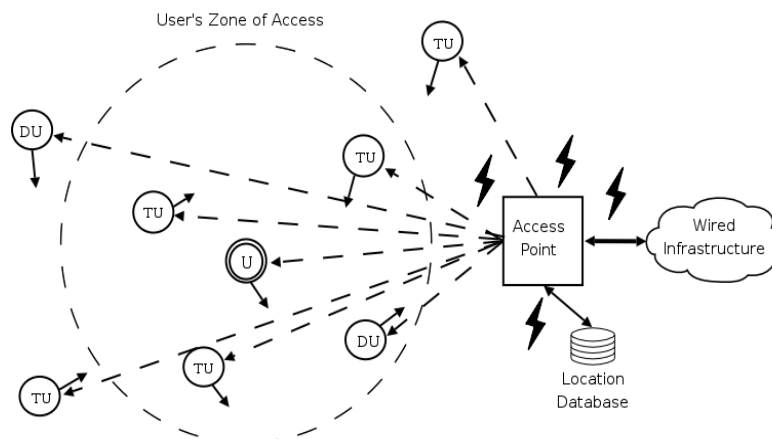 User's Zone of Access
TU
DU
TU
TU
Access
Point
Wired
Infrastructure
U
DU
TU
TU
Location
Database